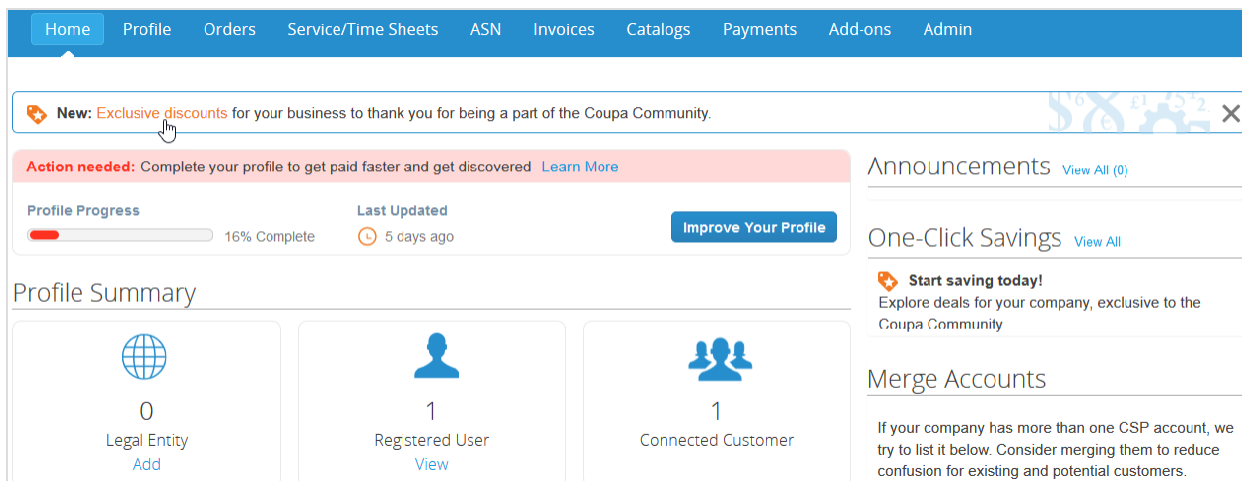 Home Profile Orders Service/Time Sheets ASN Invoices Catalogs Payments Add-ons Admin
New: Exclusive discounts for your business to thank you for being a part of the Coupa Community.
Action needed: Complete your profile to get paid faster and get discovered Learn More
Profile Progress
16% Complete
Last Updated
5 days ago
Improve Your Profile
Profile Summary
0
Legal Entity
Add
1
Registered User
View
1
Connected Customer
Announcements View All (0)
One-Click Savings View All
Start saving today!
Explore deals for your company, exclusive to the
Coupa Community
Merge Accounts
If your company has more than one CSP account, we
try to list it below. Consider merging them to reduce
confusion for existing and potential customers.